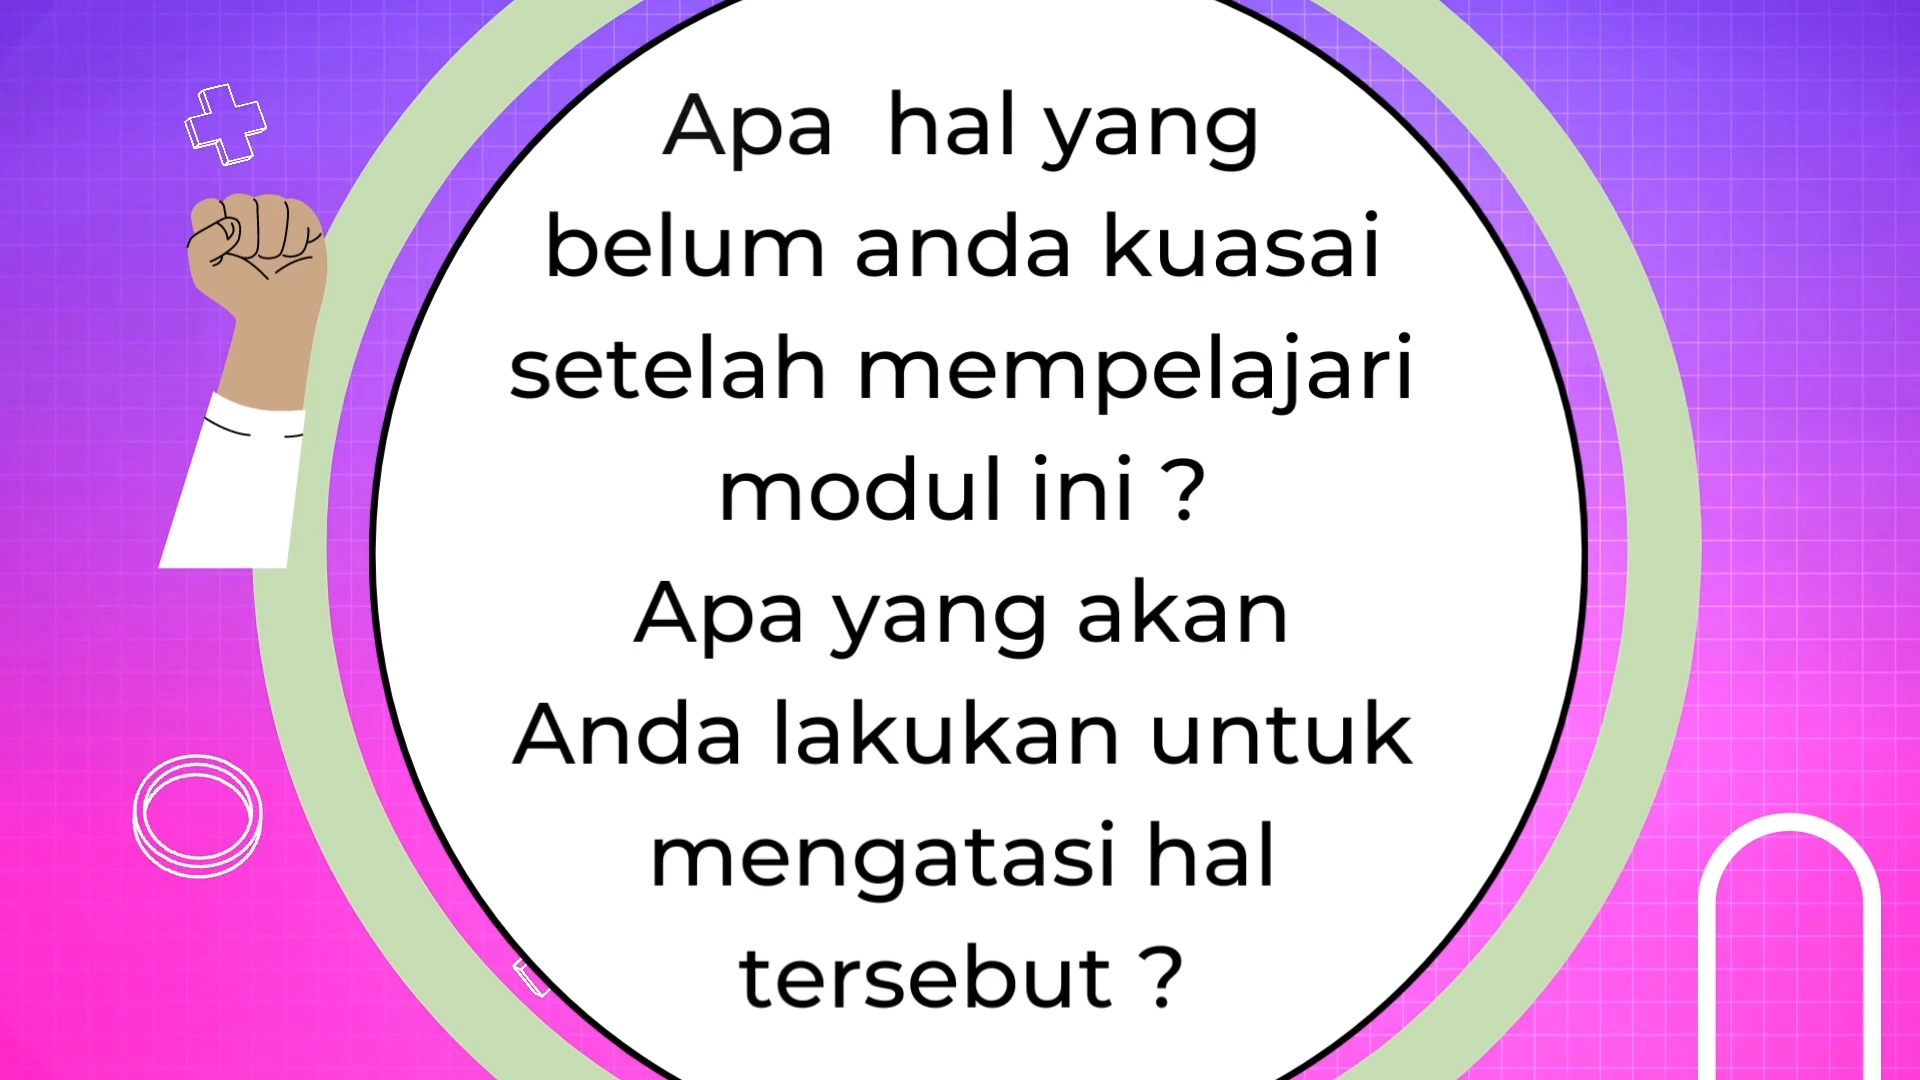 Apa  hal yang
belum anda kuasai
setelah mempelajari
modul ini ?
Apa yang akan
Anda lakukan untuk
mengatasi hal
tersebut ?